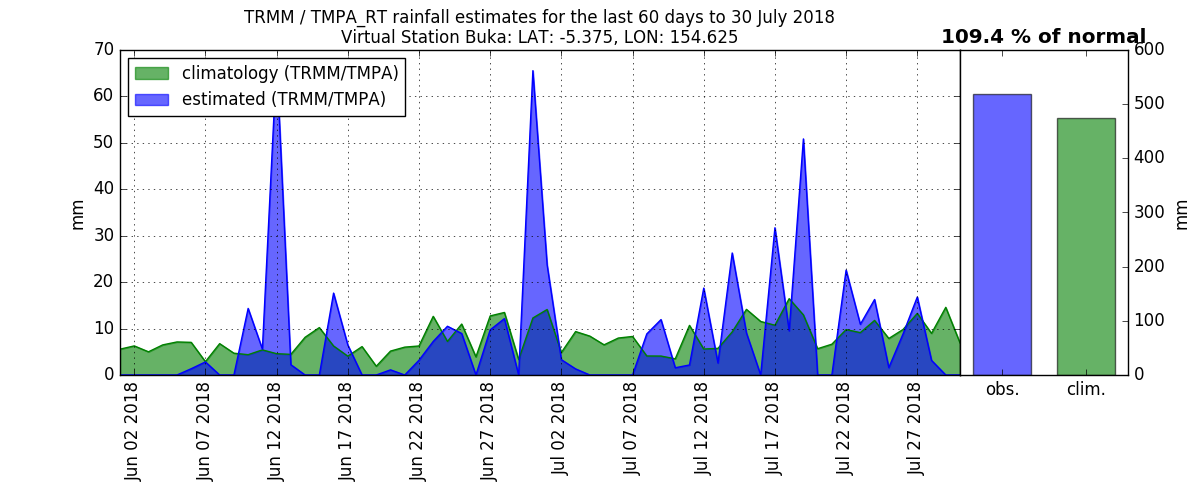 TRMM / TMPA_RT rainfall estimates for the last 60 days to 30 July 2018
Virtual Station Buka: LAT: -5.375, LON: 154.625
109.4 % of normal
climatology (TRMM/TMPA)
estimated (TRMM/TMPA)
70
60
50
40
30
20
10
0
mm
Jun 02 2018
Jun 07 2018
Jun 12 2018
Jun 17 2018
Jun 22 2018
Jun 27 2018
Jul 02 2018
Jul 07 2018
Jul 12 2018
Jul 17 2018
Jul 22 2018
Jul 27 2018
obs.
clim.
600
500
400
300
200
100
0
mm